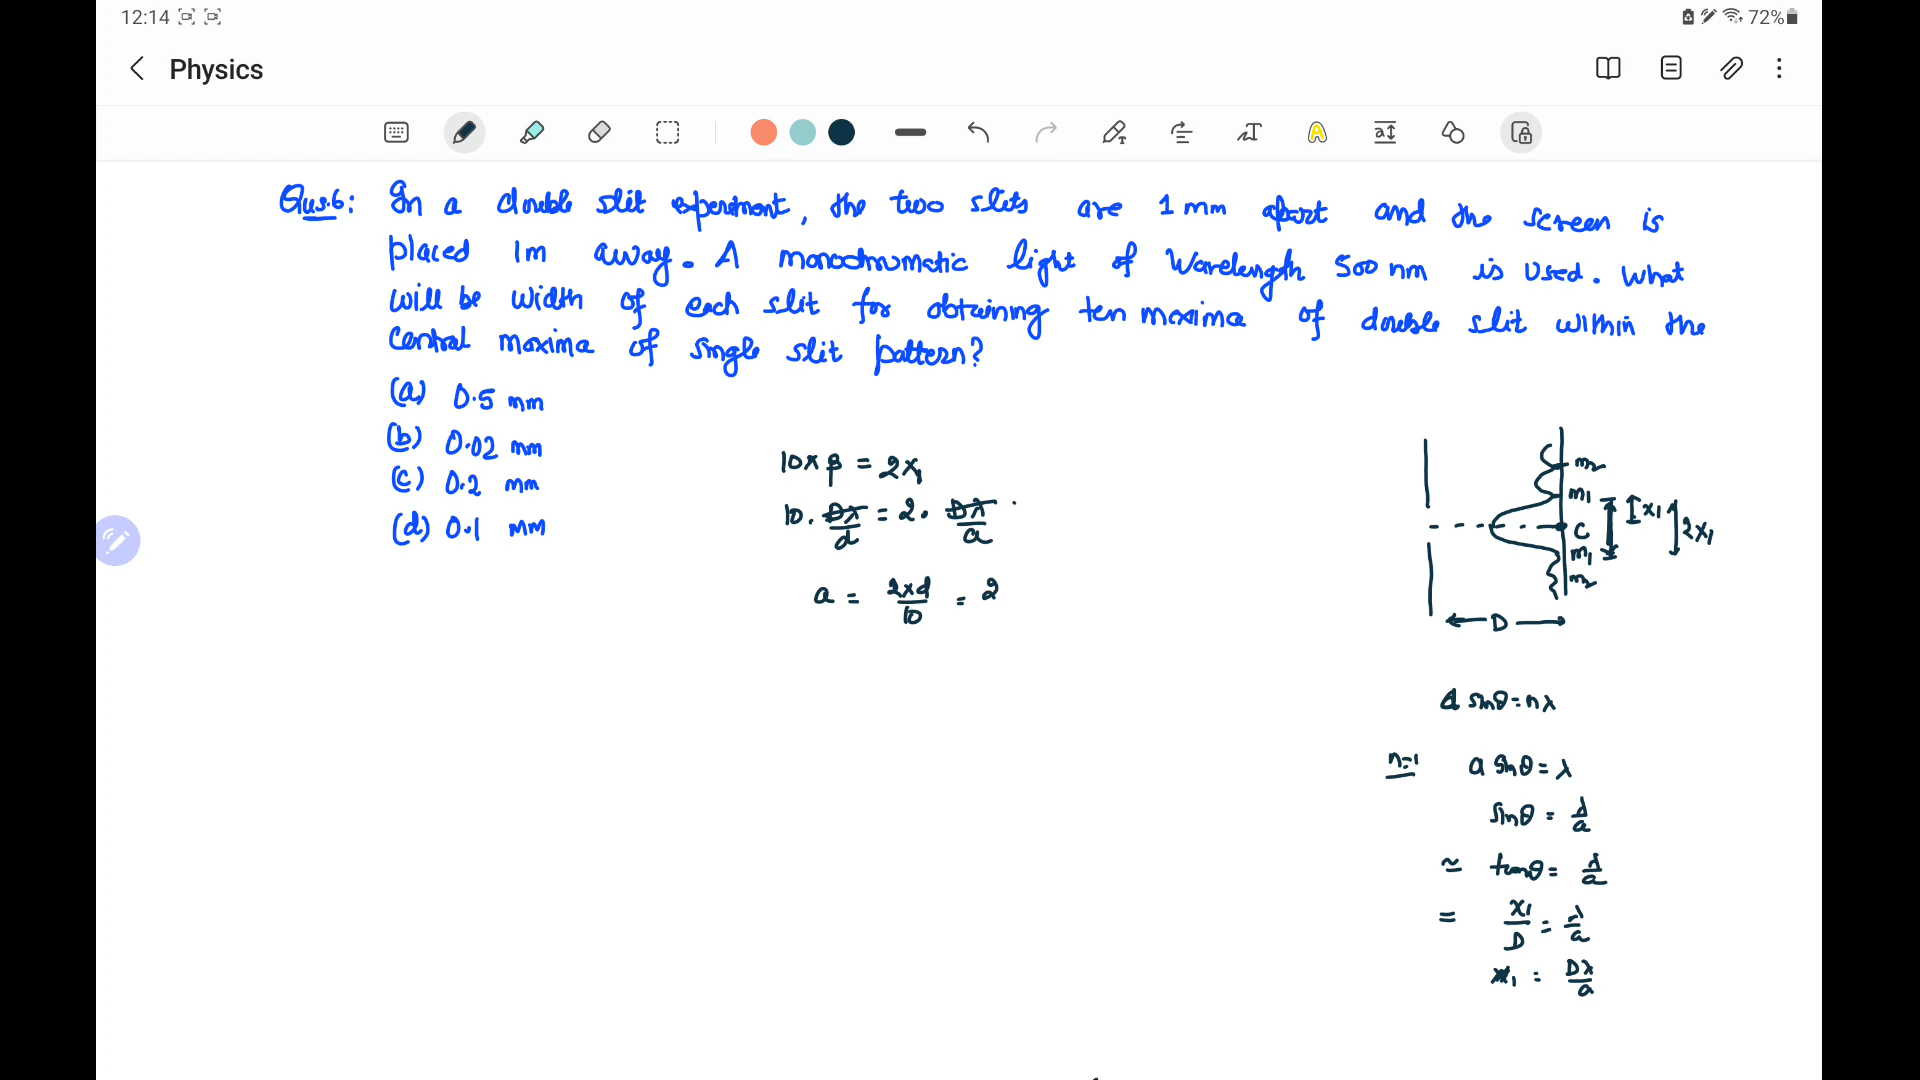 12:14
72%
Physics
Ques.6: In a double slit experiment, the two slits are 1 mm apart and the screen is
placed 1m away. A monochromatic light of Wavelength 500 nm is used. What
will be width of each slit for obtaining ten maxima of double slit within the
Central maxima of single slit pattern?
(a) 0.5 mm
(b) 0.02 mm
(c) 0.2 mm
(d) 0.1 mm
10×β = 2x₁
10. Dλ/d = 2. Dλ/a
a = 2×d/10 = 2
m₂
m₁
C
m₁
m₂
x₁
2x₁
D
d sinθ = nλ
n=1 a sinθ = λ
sinθ = λ/a
≃ tanθ = λ/a
= x₁/D = λ/a
x₁ = Dλ/a